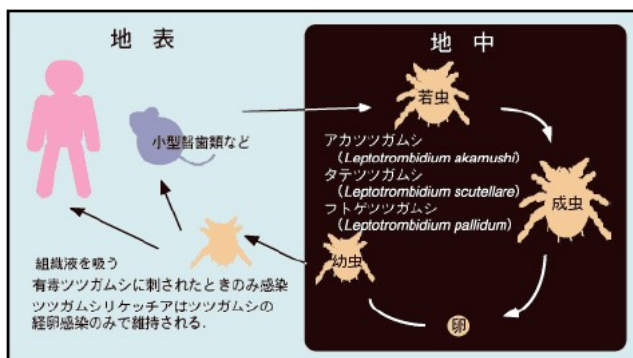 地 表
地 中
若虫
小型齧歯類など
アカツツガムシ
（Leptotrombidium akamushi）
タテツツガムシ
（Leptotrombidium scutellare）
フトゲツツガムシ
（Leptotrombidium pallidum）
成虫
幼虫
卵
組織液を吸う
有毒ツツガムシに刺されたときのみ感染
ツツガムシリケッチアはツツガムシの
経卵感染のみで維持される.